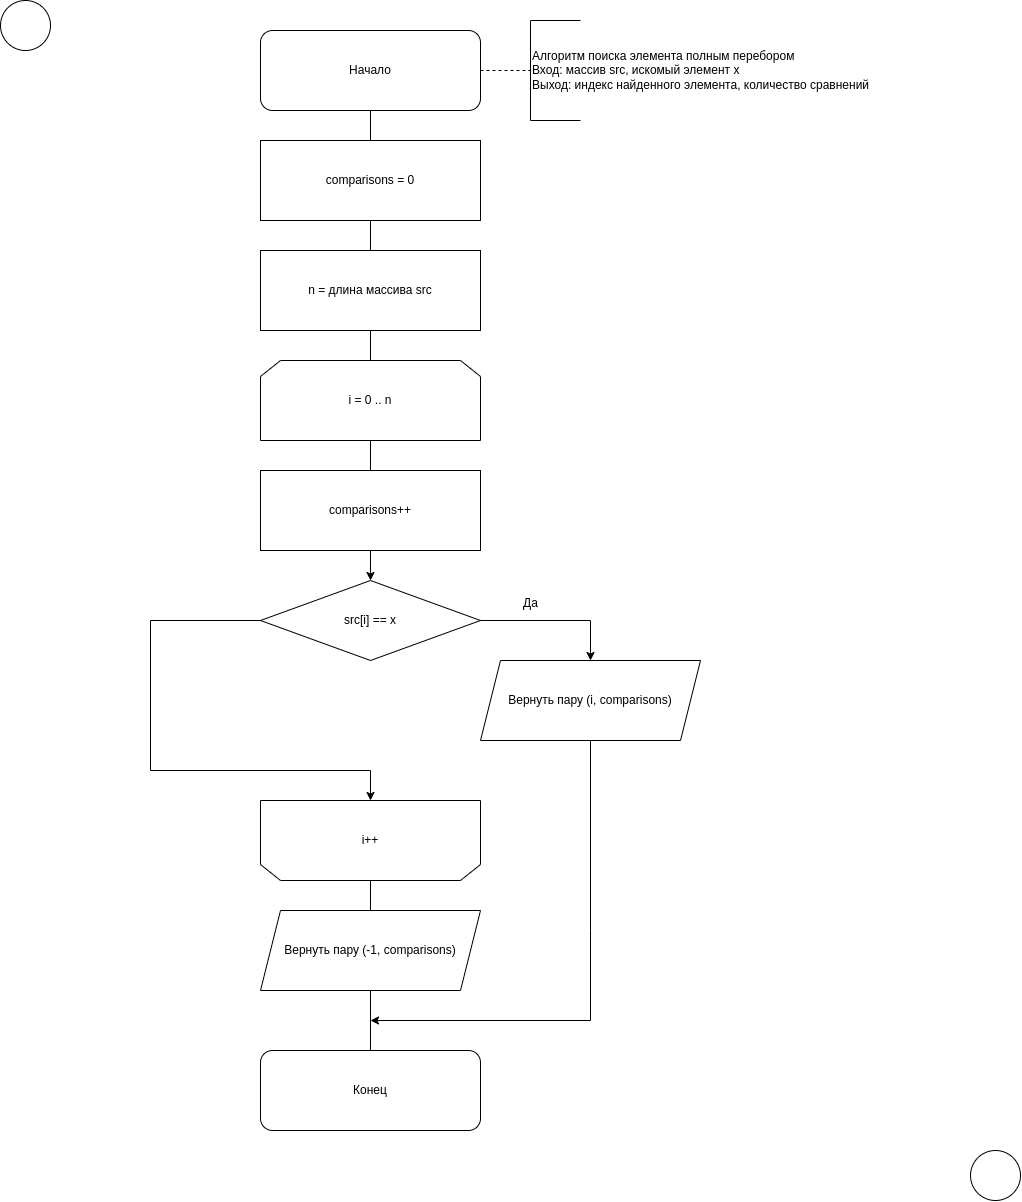 Начало
Алгоритм поиска элемента полным перебором
Вход: массив src, искомый элемент x
Выход: индекс найденного элемента, количество сравнений
comparisons = 0
n = длина массива src
i = 0 .. n
comparisons++
src[i] == x
Да
Вернуть пару (i, comparisons)
i++
Вернуть пару (-1, comparisons)
Конец